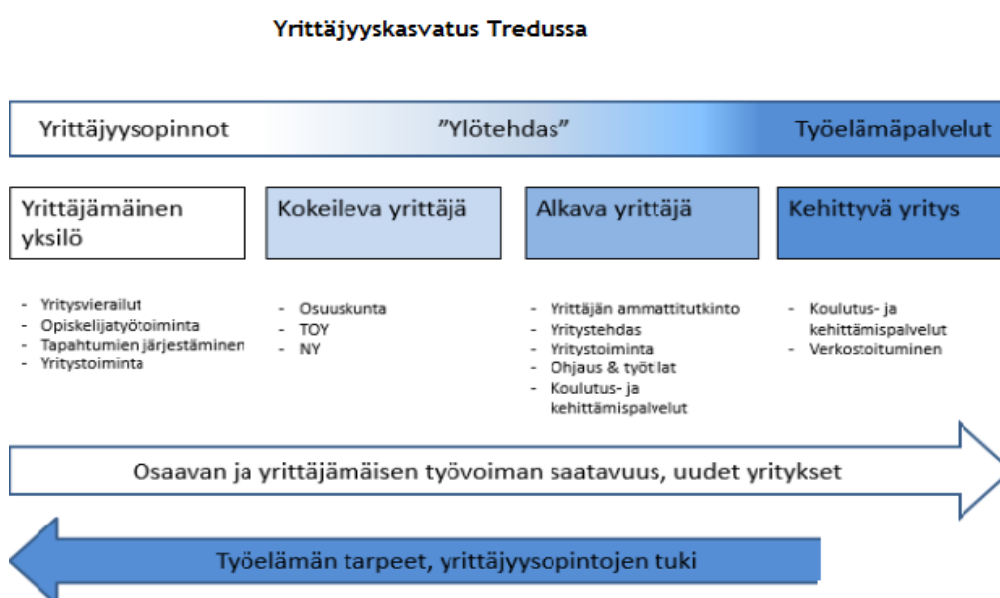 Yrittäjyyskasvatus Tredussa
Yrittäjyysopinnot
"Ylötehdas"
Työelämäpalvelut
Yrittäjämäinen
yksilö
- Yritysvierailut
- Opiskelijatyötoiminta
- Tapahtumien järjestäminen
- Yritystoiminta
Kokeileva yrittäjä
- Osuuskunta
- TOY
- NY
Alkava yrittäjä
- Yrittäjän ammattitutkinto
- Yritystehdas
- Yritystoiminta
- Ohjaus & työtilat
- Koulutus- ja
kehittämispalvelut
Kehittyvä yritys
- Koulutus- ja
kehittämispalvelut
- Verkostoituminen
Osaavan ja yrittäjämäisen työvoiman saatavuus, uudet yritykset
Työelämän tarpeet, yrittäjyysopintojen tuki